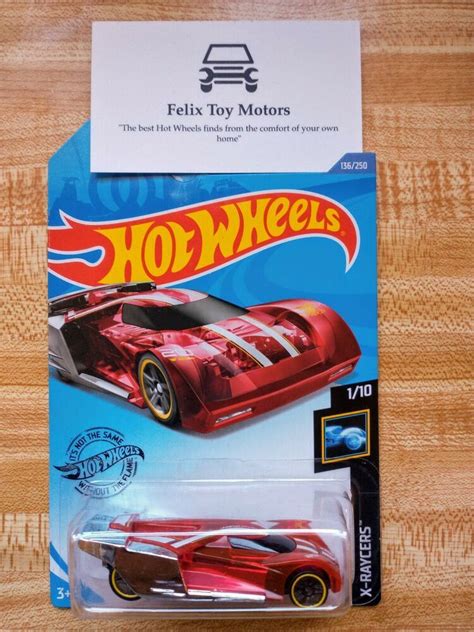 Felix Toy Motors
"The best Hot Wheels finds from the comfort of your own
home"
136/250
HOT WHEELS
1/10
IT'S NOT THE SAME
HOT WHEELS
WITHOUT THE FLAME
X-RAYCERS
3+